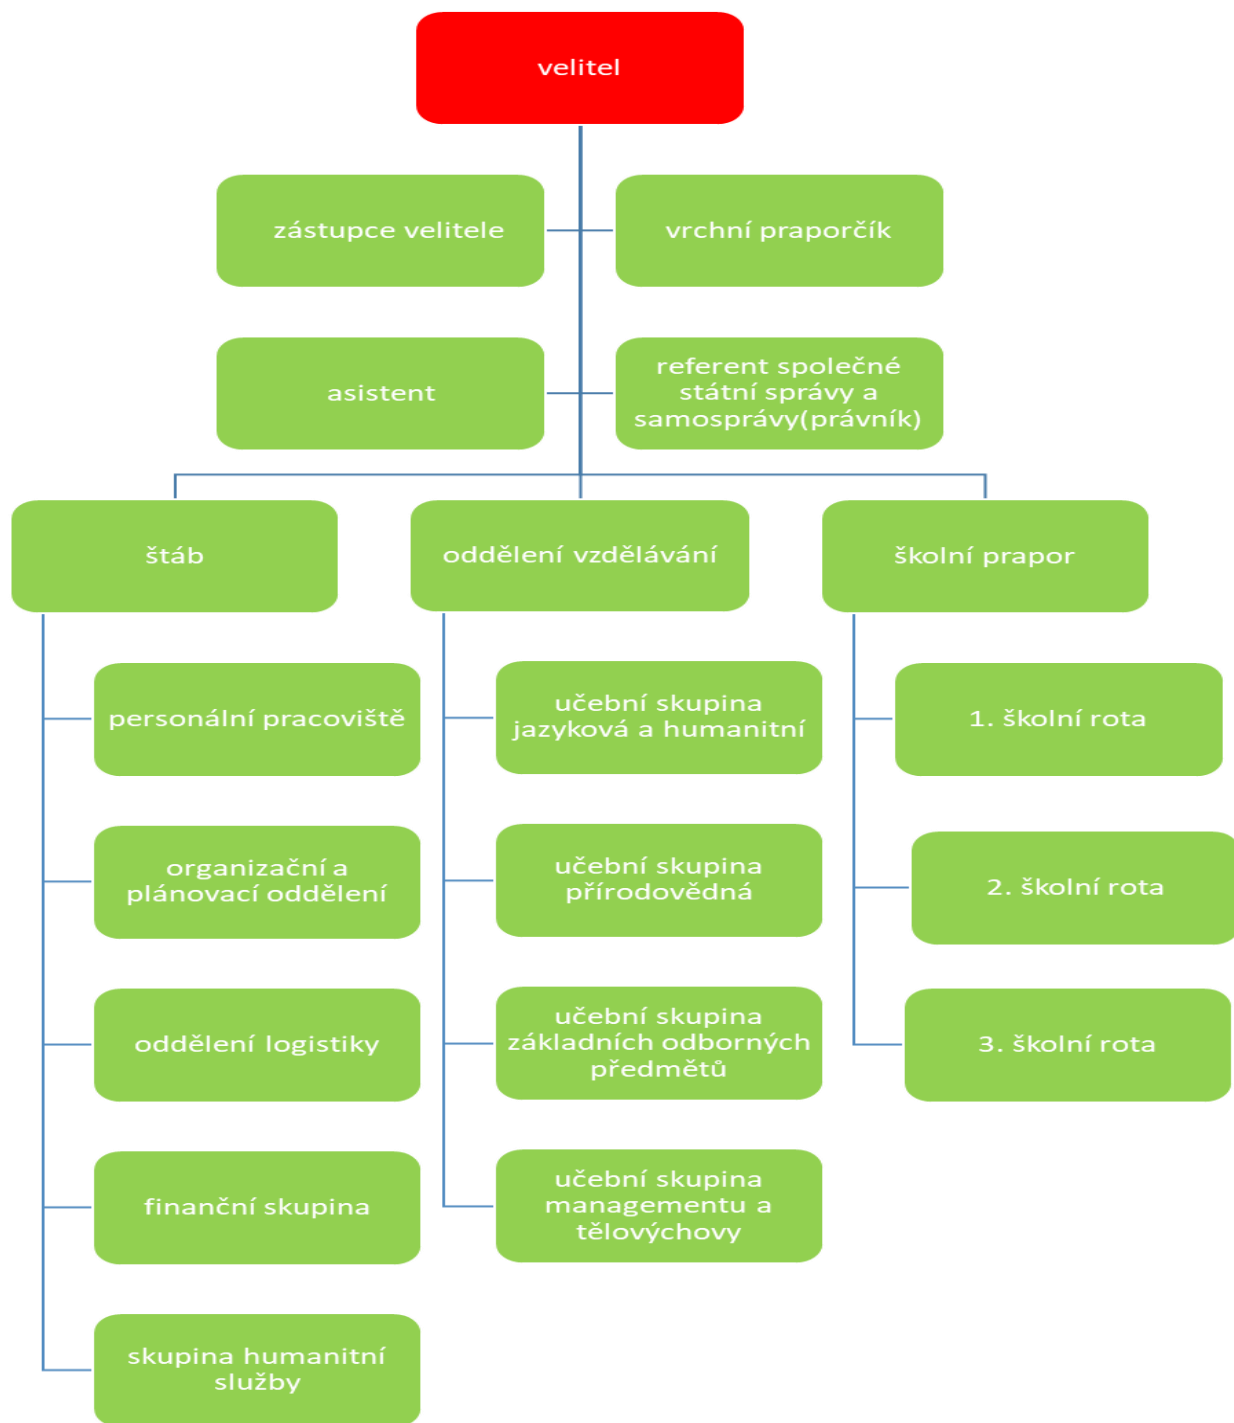 velitel
zástupce velitele
vrchní praporčík
asistent
referent společné
státní správy a
samosprávy(právník)
štáb
oddělení vzdělávání
školní prapor
personální pracoviště
organizační a
plánovací oddělení
oddělení logistiky
finanční skupina
skupina humanitní
služby
učební skupina
jazyková a humanitní
učební skupina
přírodovědná
učební skupina
základních odborných
předmětů
učební skupina
managementu a
tělovýchovy
1. školní rota
2. školní rota
3. školní rota